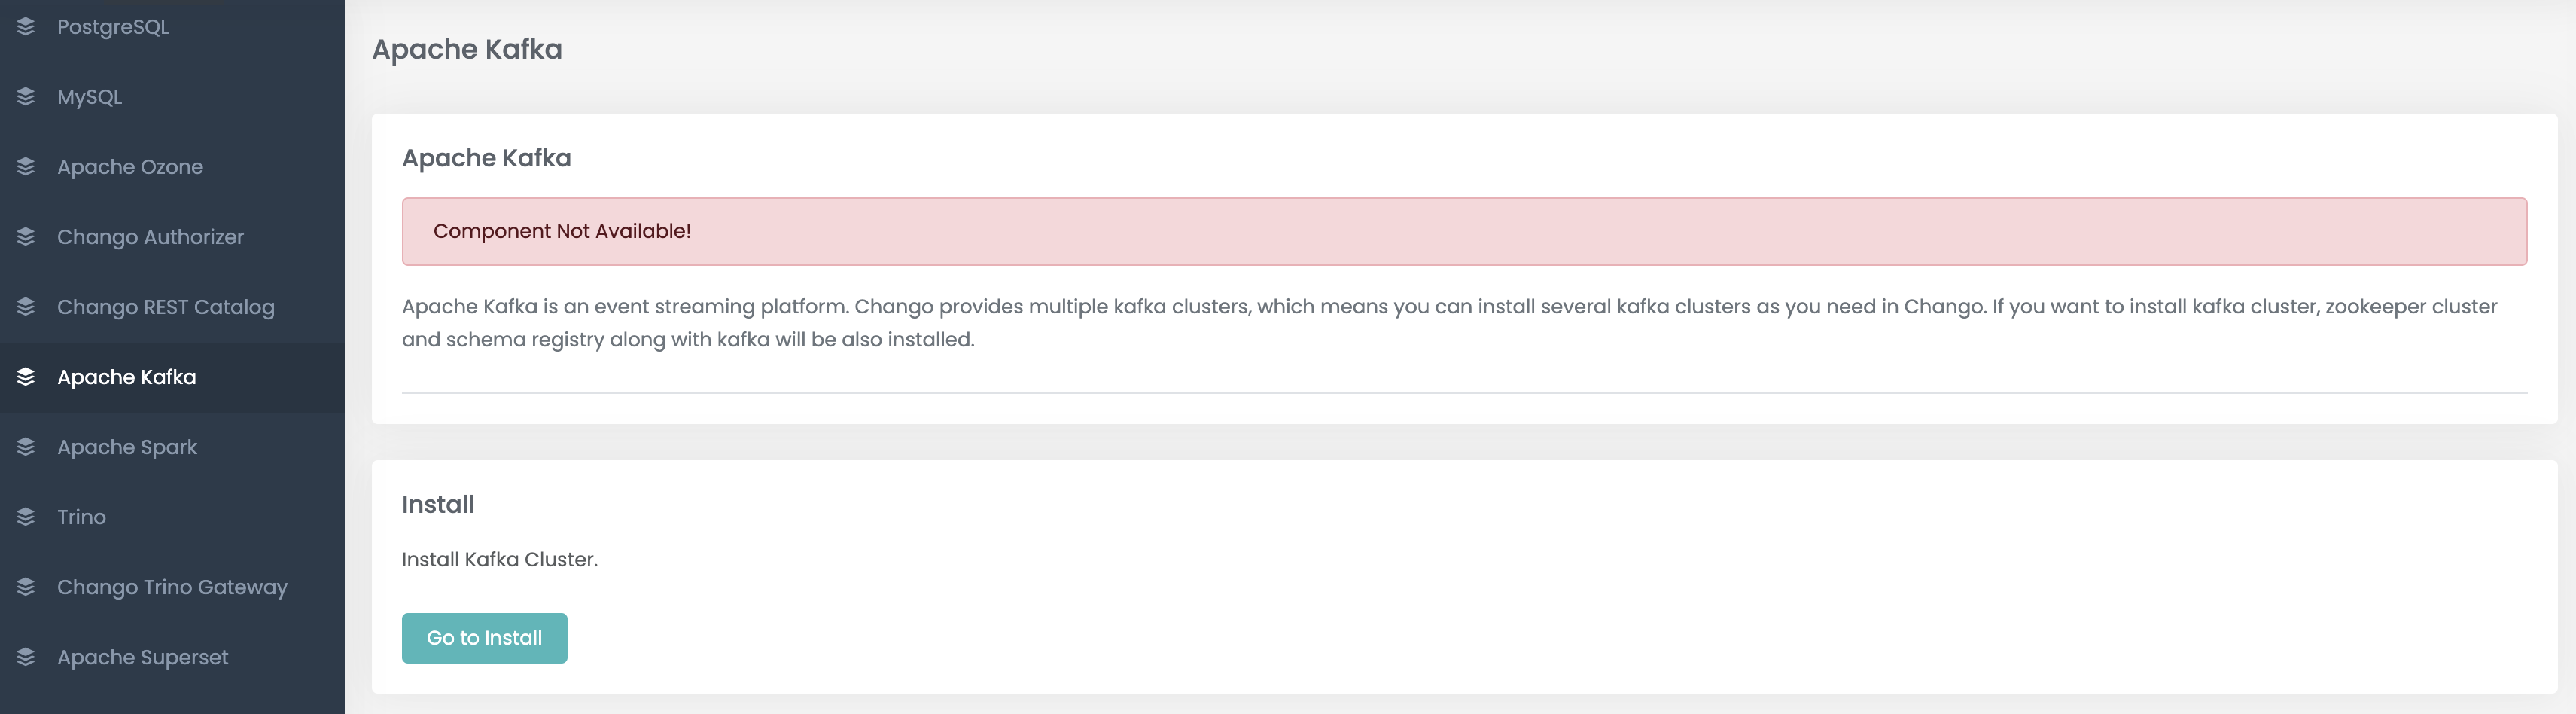 PostgreSQL
MySQL
Apache Ozone
Chango Authorizer
Chango REST Catalog
Apache Kafka
Apache Spark
Trino
Chango Trino Gateway
Apache Superset
Apache Kafka
Apache Kafka
Component Not Available!
Apache Kafka is an event streaming platform. Chango provides multiple kafka clusters, which means you can install several kafka clusters as you need in Chango. If you want to install kafka cluster, zookeeper cluster
and schema registry along with kafka will be also installed.
Install
Install Kafka Cluster.
Go to Install